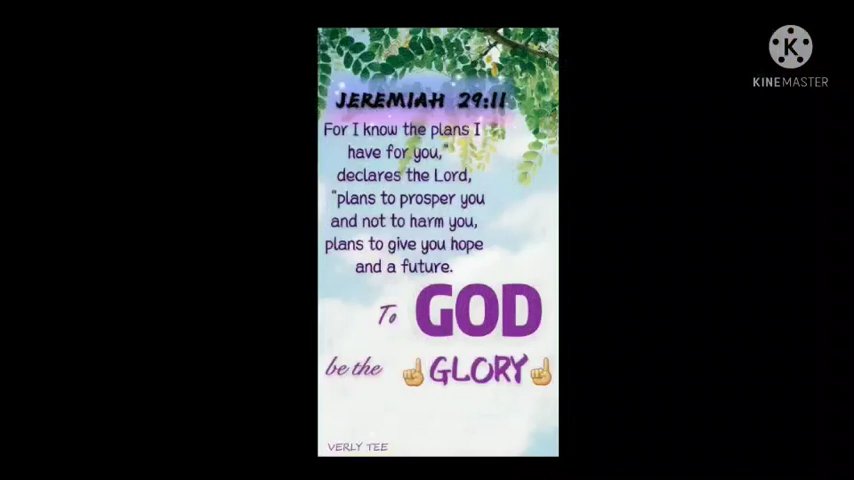 KINEMASTER
JEREMIAH 29:11
For I know the plans I
have for you,"
declares the Lord,
"plans to prosper you
and not to harm you,
plans to give you hope
and a future.
To GOD
be the ☝GLORY☝
VERLY TEE